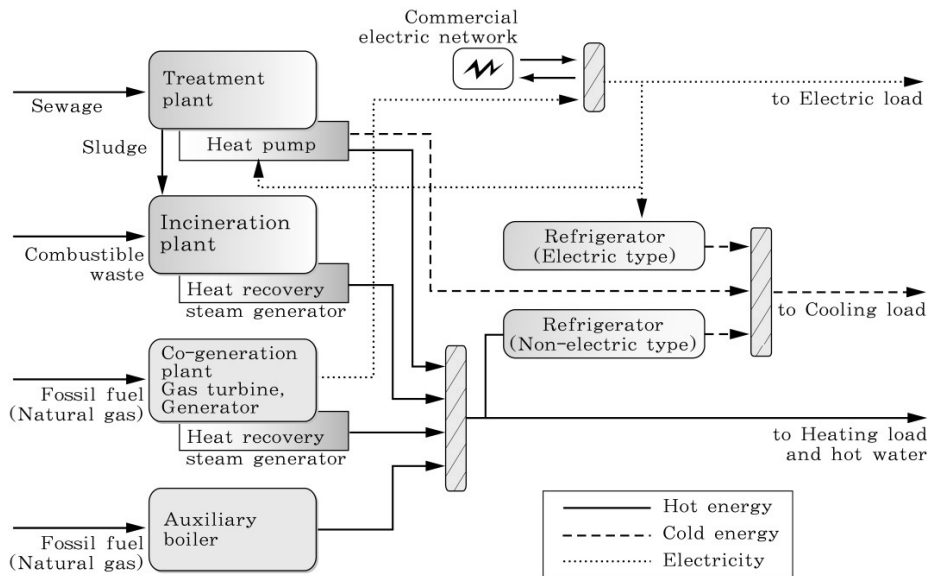 Commercial
electric network
Treatment
plant
Sewage
to Electric load
Sludge
Heat pump
Incineration
plant
Refrigerator
(Electric type)
Combustible
waste
Heat recovery
steam generator
to Cooling load
Refrigerator
(Non-electric type)
Co-generation
plant
Gas turbine,
Generator
Fossil fuel
(Natural gas)
Heat recovery
steam generator
to Heating load
and hot water
Auxiliary
boiler
Fossil fuel
(Natural gas)
Hot energy
Cold energy
Electricity